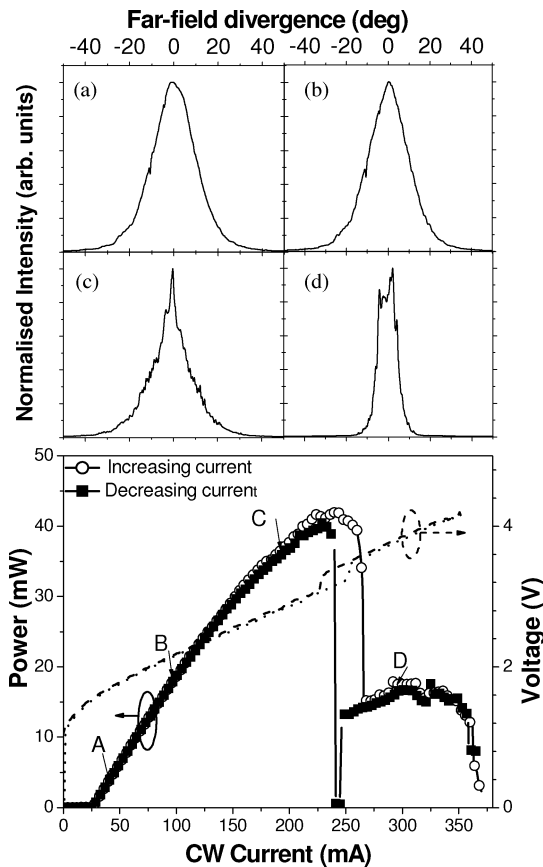 Far-field divergence (deg)
-40 -20 0 20 40 -40 -20 0 20 40
Normalised Intensity (arb. units)
(a)
(b)
(c)
(d)
50
40
30
20
10
0
Power (mW)
Increasing current
Decreasing current
A
B
C
D
4
2
0
Voltage (V)
0 50 100 150 200 250 300 350
CW Current (mA)